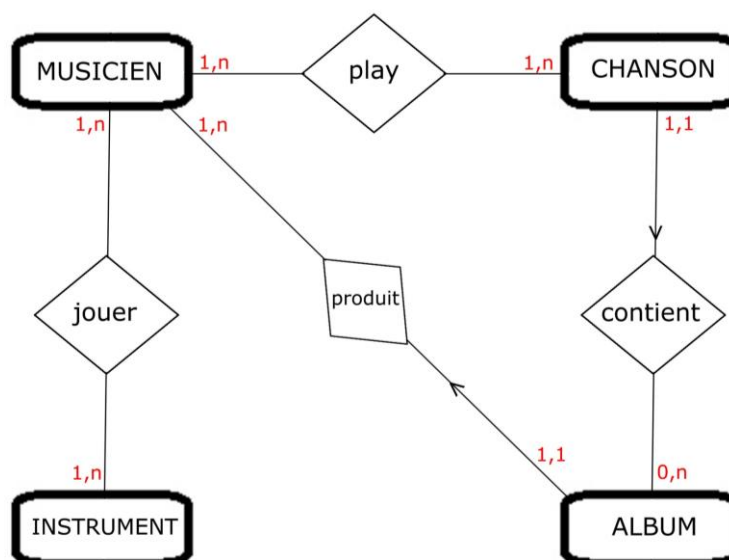 MUSICIEN
1,n
play
1,n
CHANSON
1,n
1,n
1,1
jouer
produit
contient
1,n
1,1
0,n
INSTRUMENT
ALBUM